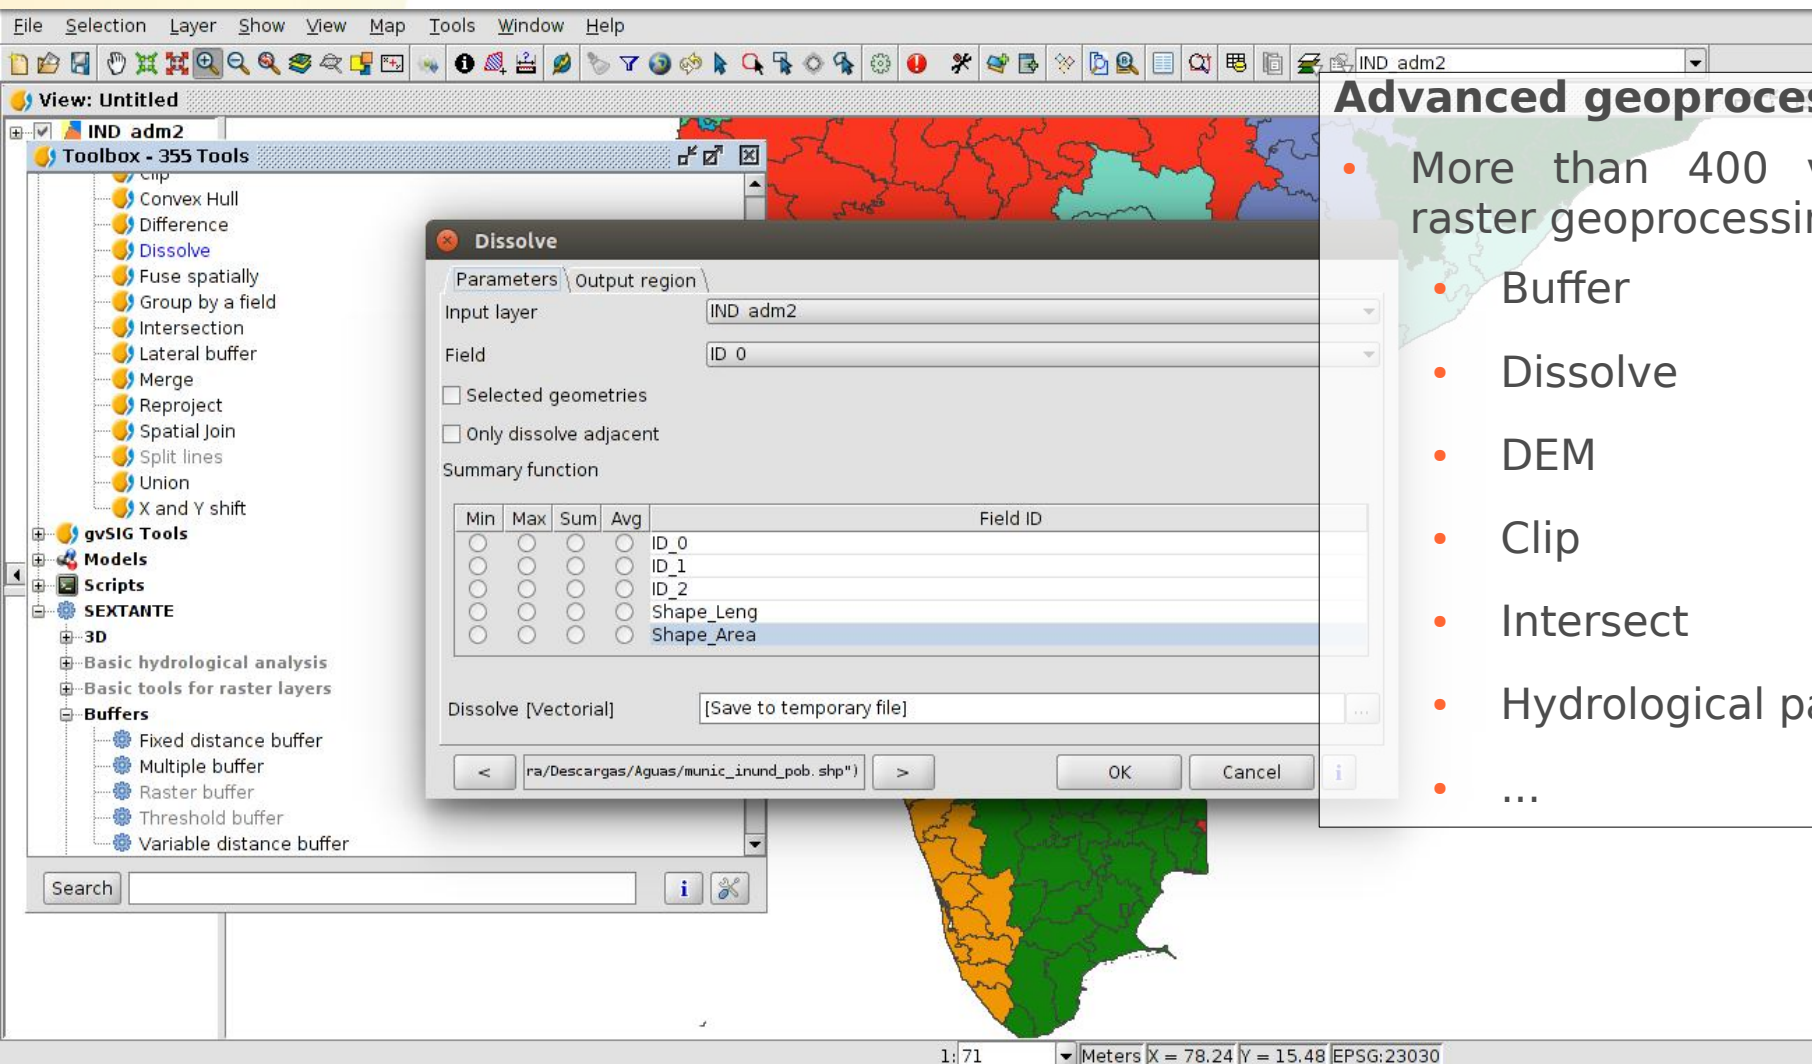 File Selection Layer Show View Map Tools Window Help
IND_adm2
View: Untitled
IND_adm2
Toolbox - 355 Tools
Clip
Convex Hull
Difference
Dissolve
Fuse spatially
Group by a field
Intersection
Lateral buffer
Merge
Reproject
Spatial Join
Split lines
Union
X and Y shift
gvSIG Tools
Models
Scripts
SEXTANTE
3D
Basic hydrological analysis
Basic tools for raster layers
Buffers
Fixed distance buffer
Multiple buffer
Raster buffer
Threshold buffer
Variable distance buffer
Search
i
Dissolve
Parameters Output region
Input layer IND_adm2
Field ID_0
Selected geometries
Only dissolve adjacent
Summary function
Min Max Sum Avg Field ID
ID_0
ID_1
ID_2
Shape_Leng
Shape_Area
Dissolve [Vectorial] [Save to temporary file] ...
< ra/Descargas/Aguas/munic_inund_pob.shp") > OK Cancel i
Advanced geoproces
• More than 400 v
raster geoprocessin
• Buffer
• Dissolve
• DEM
• Clip
• Intersect
• Hydrological pa
• ...
1: 71 Meters X = 78.24 Y = 15.48 EPSG:23030